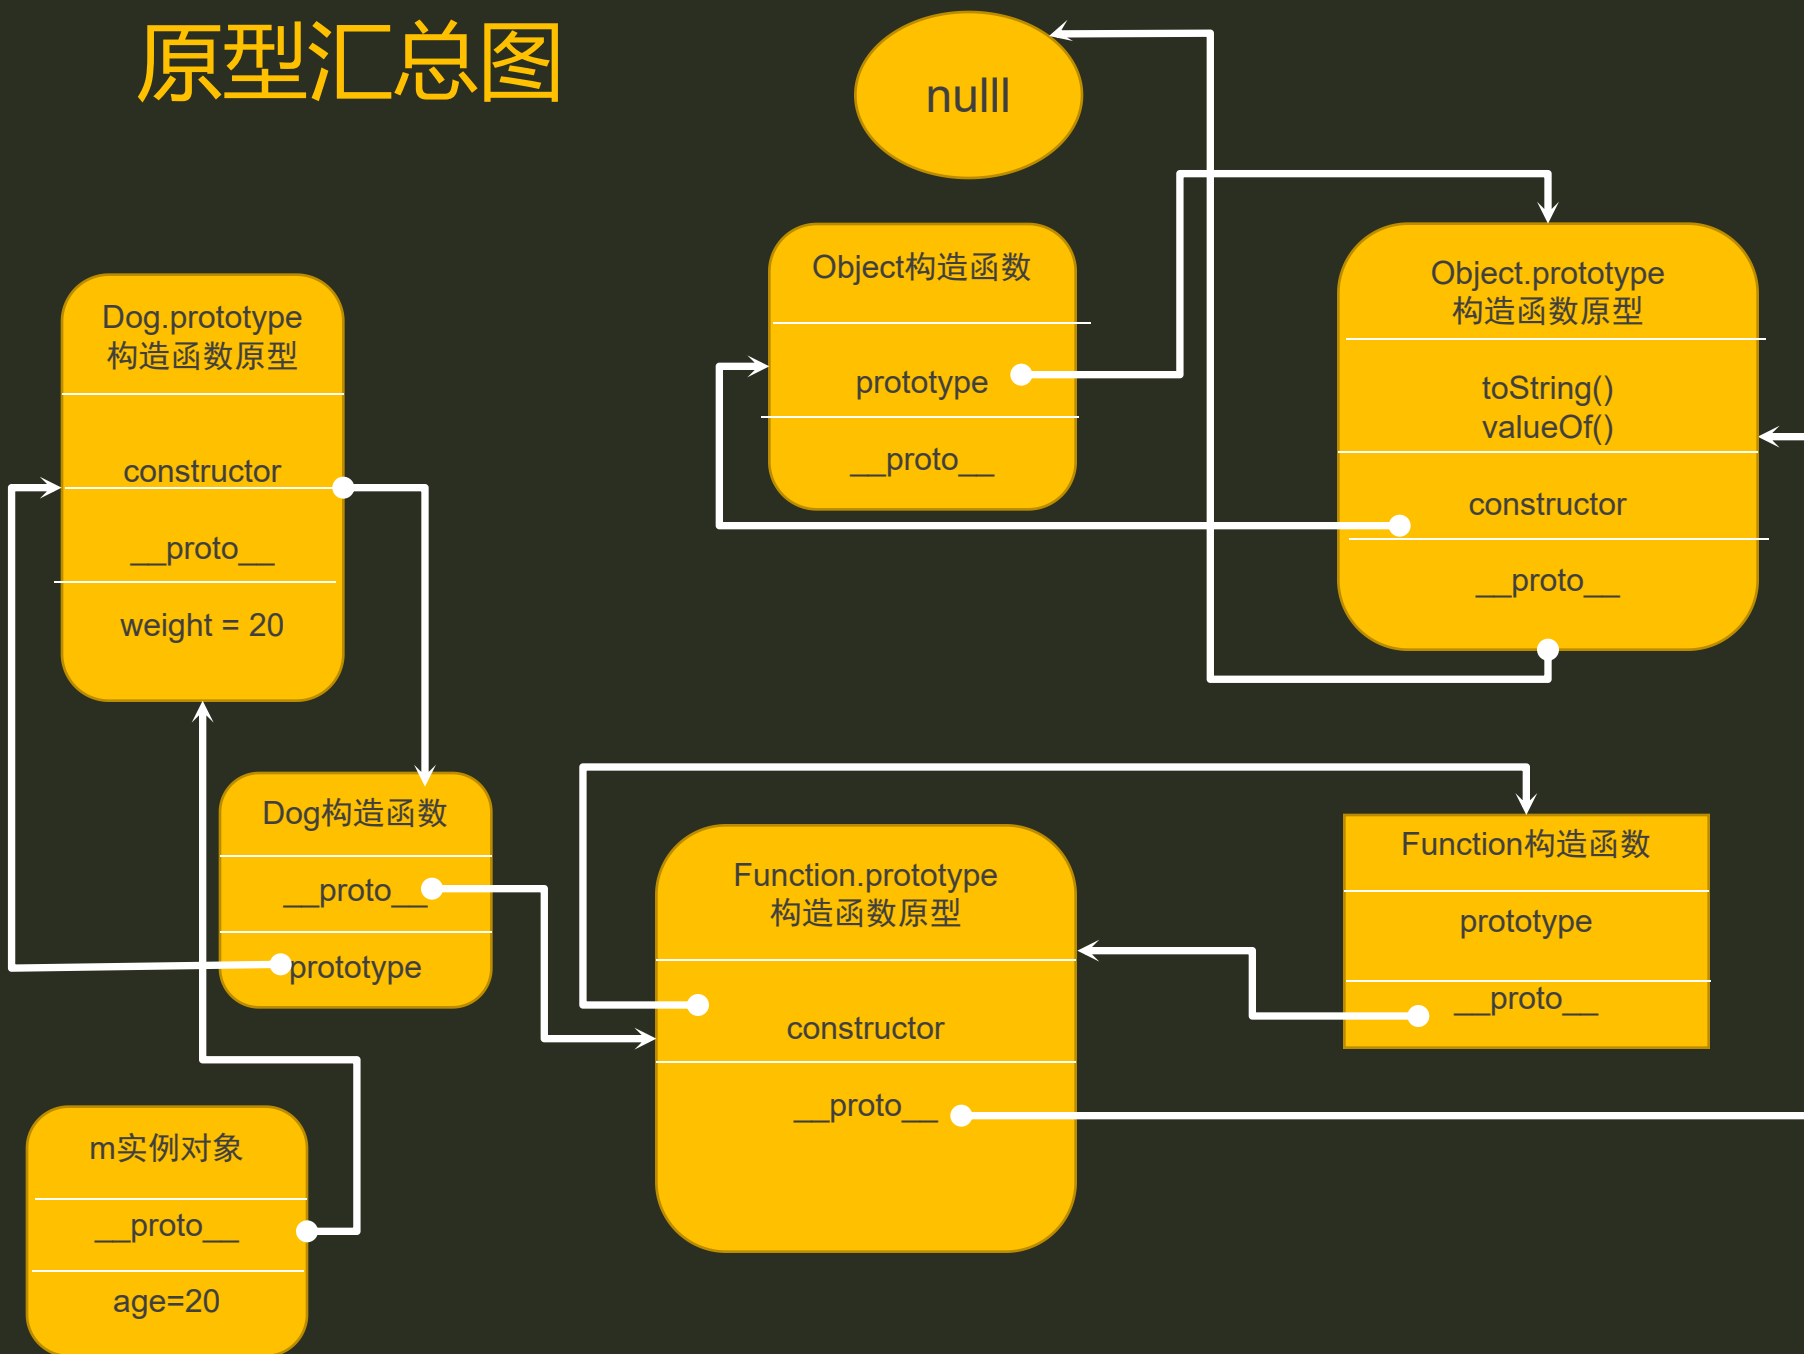 原型汇总图
nulll
Object构造函数
prototype
__proto__
Object.prototype
构造函数原型
toString()
valueOf()
constructor
__proto__
Dog.prototype
构造函数原型
constructor
__proto__
weight = 20
Dog构造函数
__proto__
prototype
Function.prototype
构造函数原型
constructor
__proto__
Function构造函数
prototype
__proto__
m实例对象
__proto__
age=20